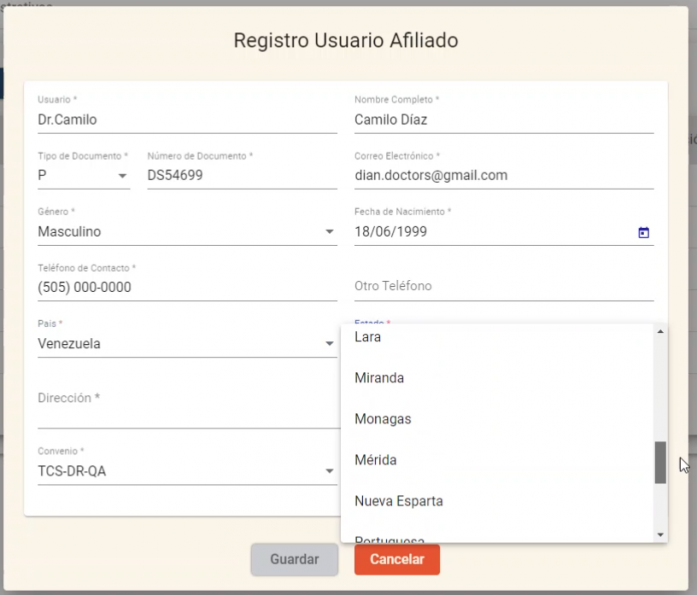 Registro Usuario Afiliado
Usuario *
Nombre Completo *
Dr.Camilo
Camilo Díaz
Tipo de Documento *
Número de Documento *
Correo Electrónico *
P
DS54699
dian.doctors@gmail.com
Género *
Fecha de Nacimiento *
Masculino
18/06/1999
Teléfono de Contacto *
(505) 000-0000
Otro Teléfono
Pais *
Estado *
Venezuela
Lara
Miranda
Dirección *
Monagas
Convenio *
Mérida
TCS-DR-QA
Nueva Esparta
Portuguesa
Guardar
Cancelar